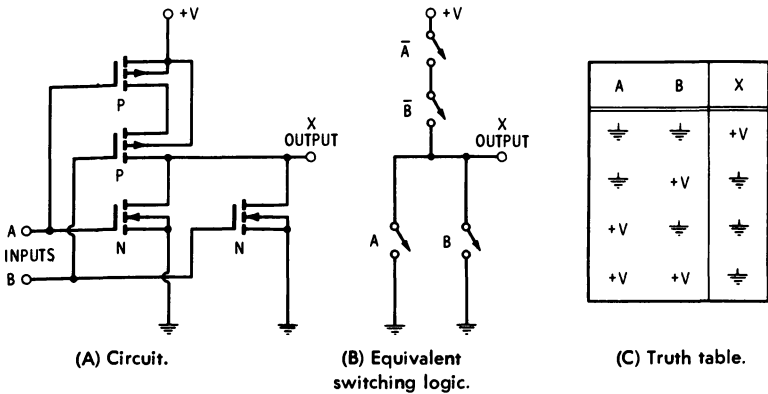 +V
P
P
X
OUTPUT
A
INPUTS
B
N
N
(A) Circuit.
+V
A̅
B̅
X
OUTPUT
A
B
(B) Equivalent
switching logic.
A B X
+V
+V
+V
+V +V
(C) Truth table.